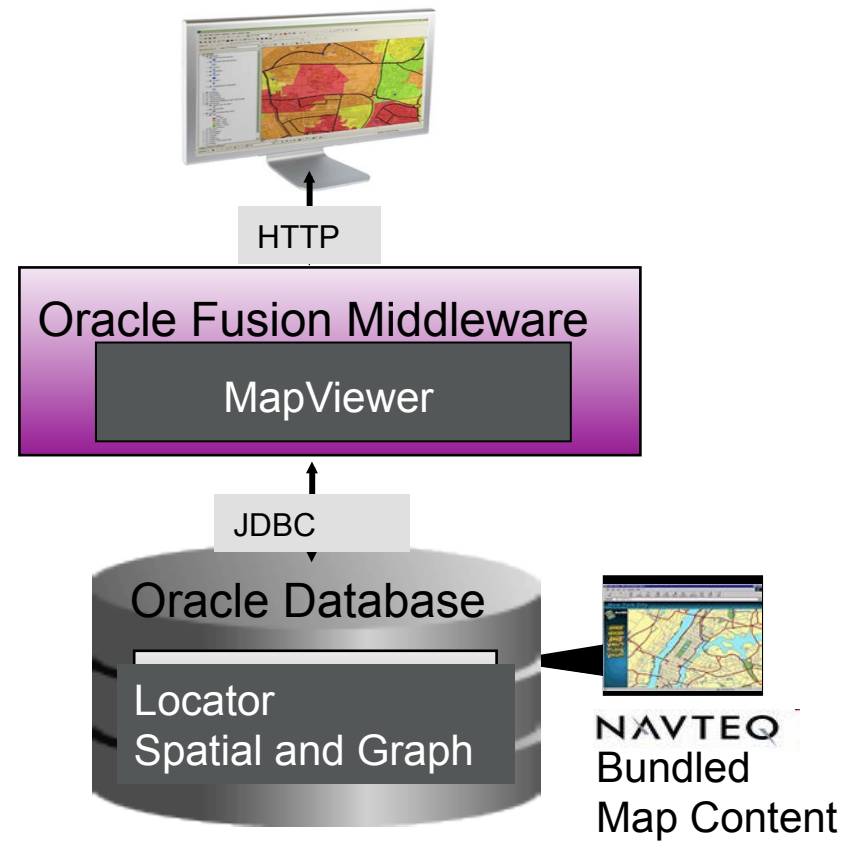 HTTP
Oracle Fusion Middleware
MapViewer
JDBC
Oracle Database
Locator
Spatial and Graph
NAVTEQ
Bundled
Map Content